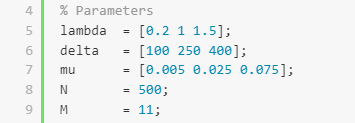 4 % Parameters
5 lambda = [0.2 1 1.5];
6 delta = [100 250 400];
7 mu = [0.005 0.025 0.075];
8 N = 500;
9 M = 11;